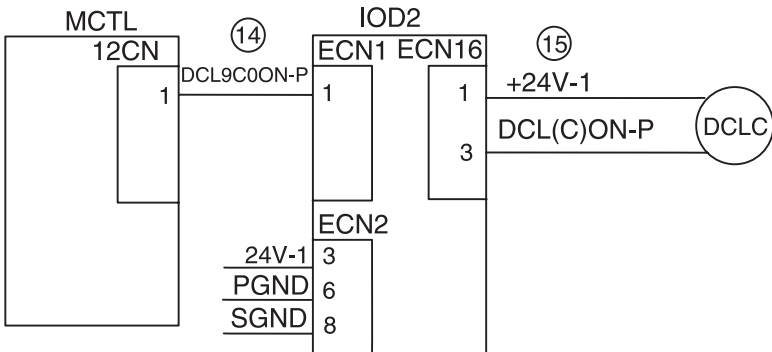 MCTL
IOD2
⑭
⑮
12CN
ECN1
ECN16
DCL9C0ON-P
+24V-1
1
1
1
DCL(C)ON-P
DCLC
3
ECN2
24V-1
3
PGND
6
SGND
8